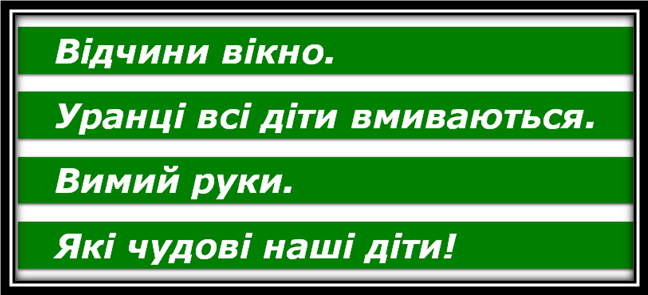 Відчини вікно.
Уранці всі діти вмиваються.
Вимий руки.
Які чудові наші діти!